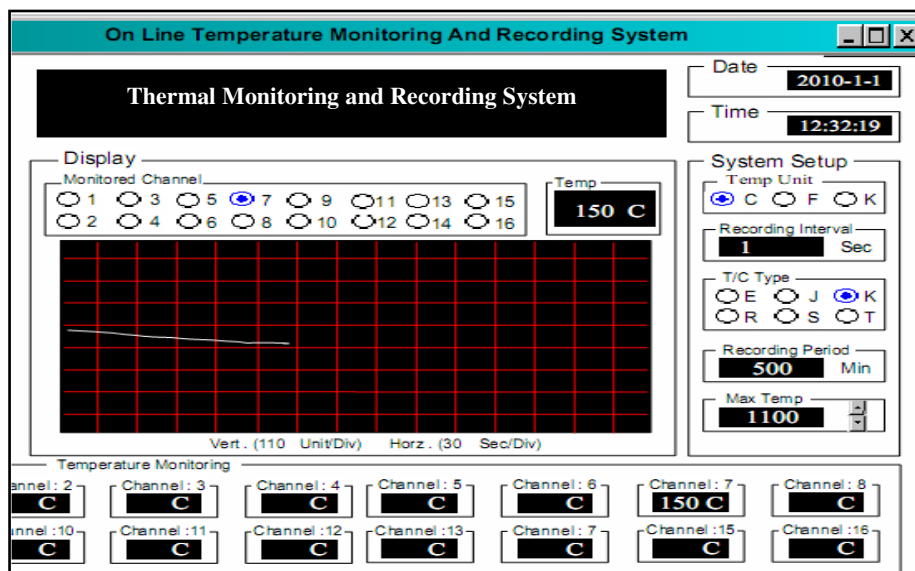 On Line Temperature Monitoring And Recording System
Thermal Monitoring and Recording System
Date
2010-1-1
Time
12:32:19
Display
Monitored Channel
1 3 5 7 9 11 13 15
2 4 6 8 10 12 14 16
Temp
150 C
Vert. (110 Unit/Div) Horz. (30 Sec/Div)
System Setup
Temp Unit
C F K
Recording Interval
1 Sec
T/C Type
E J K
R S T
Recording Period
500 Min
Max Temp
1100
Temperature Monitoring
annel: 2 Channel: 3 Channel: 4 Channel: 5 Channel: 6 Channel: 7 Channel: 8
C C C C C 150 C C
nnel:10 Channel:11 Channel:12 Channel:13 Channel: 7 Channel:15 Channel:16
C C C C C C C